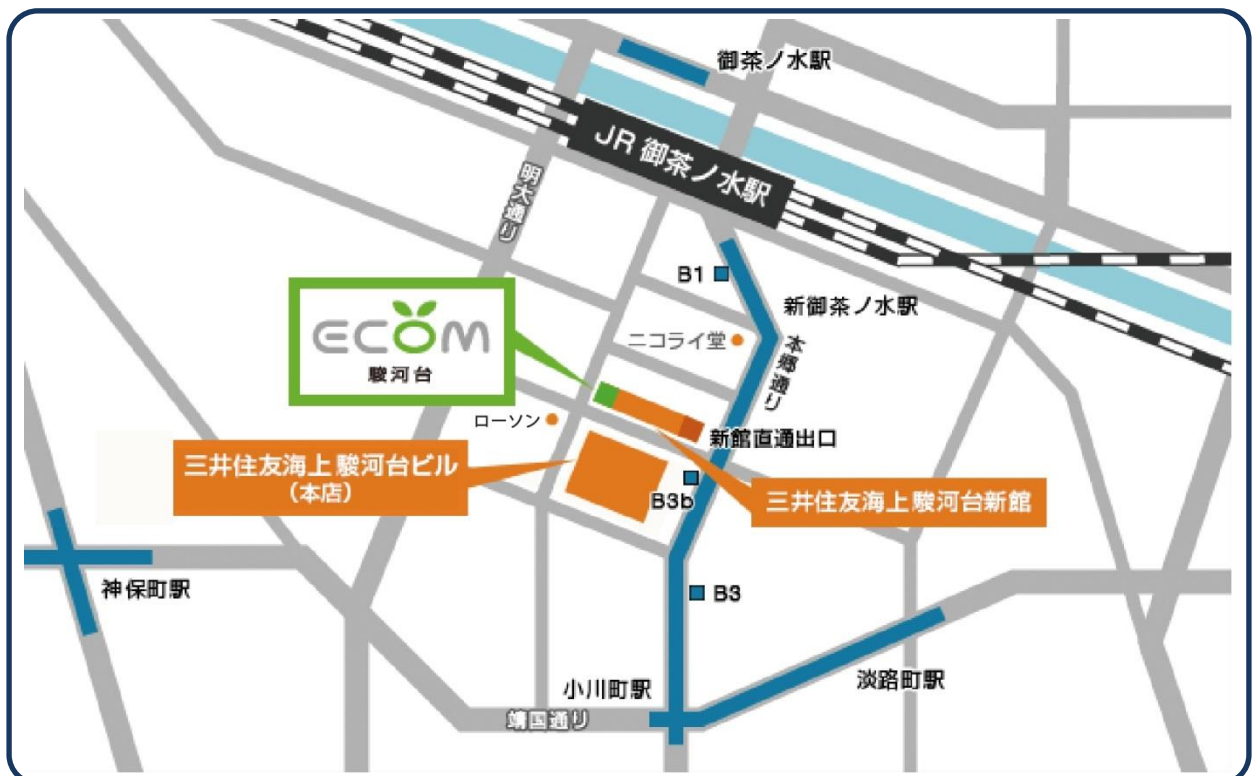 御茶ノ水駅
JR 御茶ノ水駅
明大通り
B1
新御茶ノ水駅
ECOM
駿河台
ニコライ堂
本郷通り
ローソン
新館直通出口
三井住友海上 駿河台ビル
（本店）
B3b
三井住友海上 駿河台新館
神保町駅
B3
小川町駅
淡路町駅
靖国通り